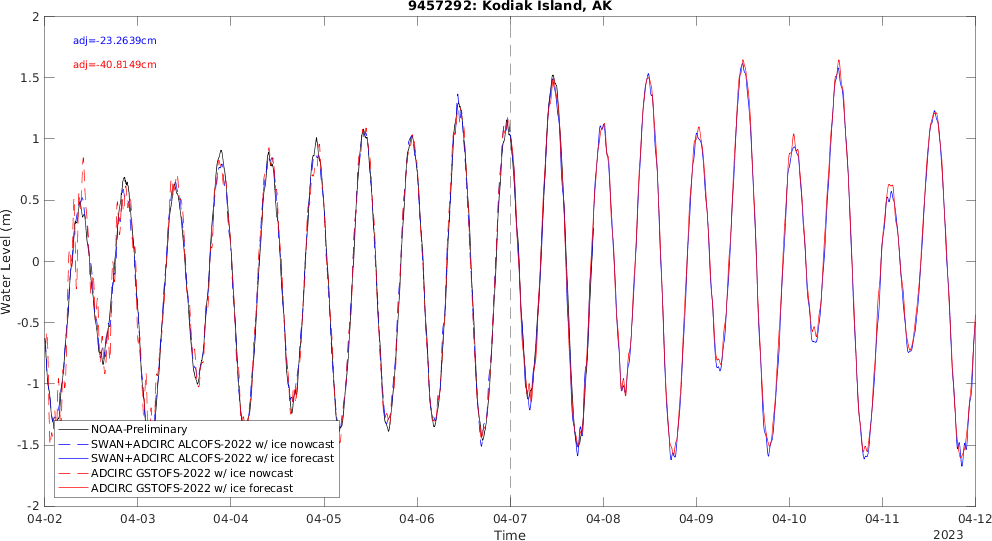 9457292: Kodiak Island, AK
adj=-23.2639cm
adj=-40.8149cm
Water Level (m)
2
1.5
1
0.5
0
-0.5
-1
-1.5
-2
NOAA-Preliminary
SWAN+ADCIRC ALCOFS-2022 w/ ice nowcast
SWAN+ADCIRC ALCOFS-2022 w/ ice forecast
ADCIRC GSTOFS-2022 w/ ice nowcast
ADCIRC GSTOFS-2022 w/ ice forecast
04-02 04-03 04-04 04-05 04-06 04-07 04-08 04-09 04-10 04-11 04-12
Time
2023